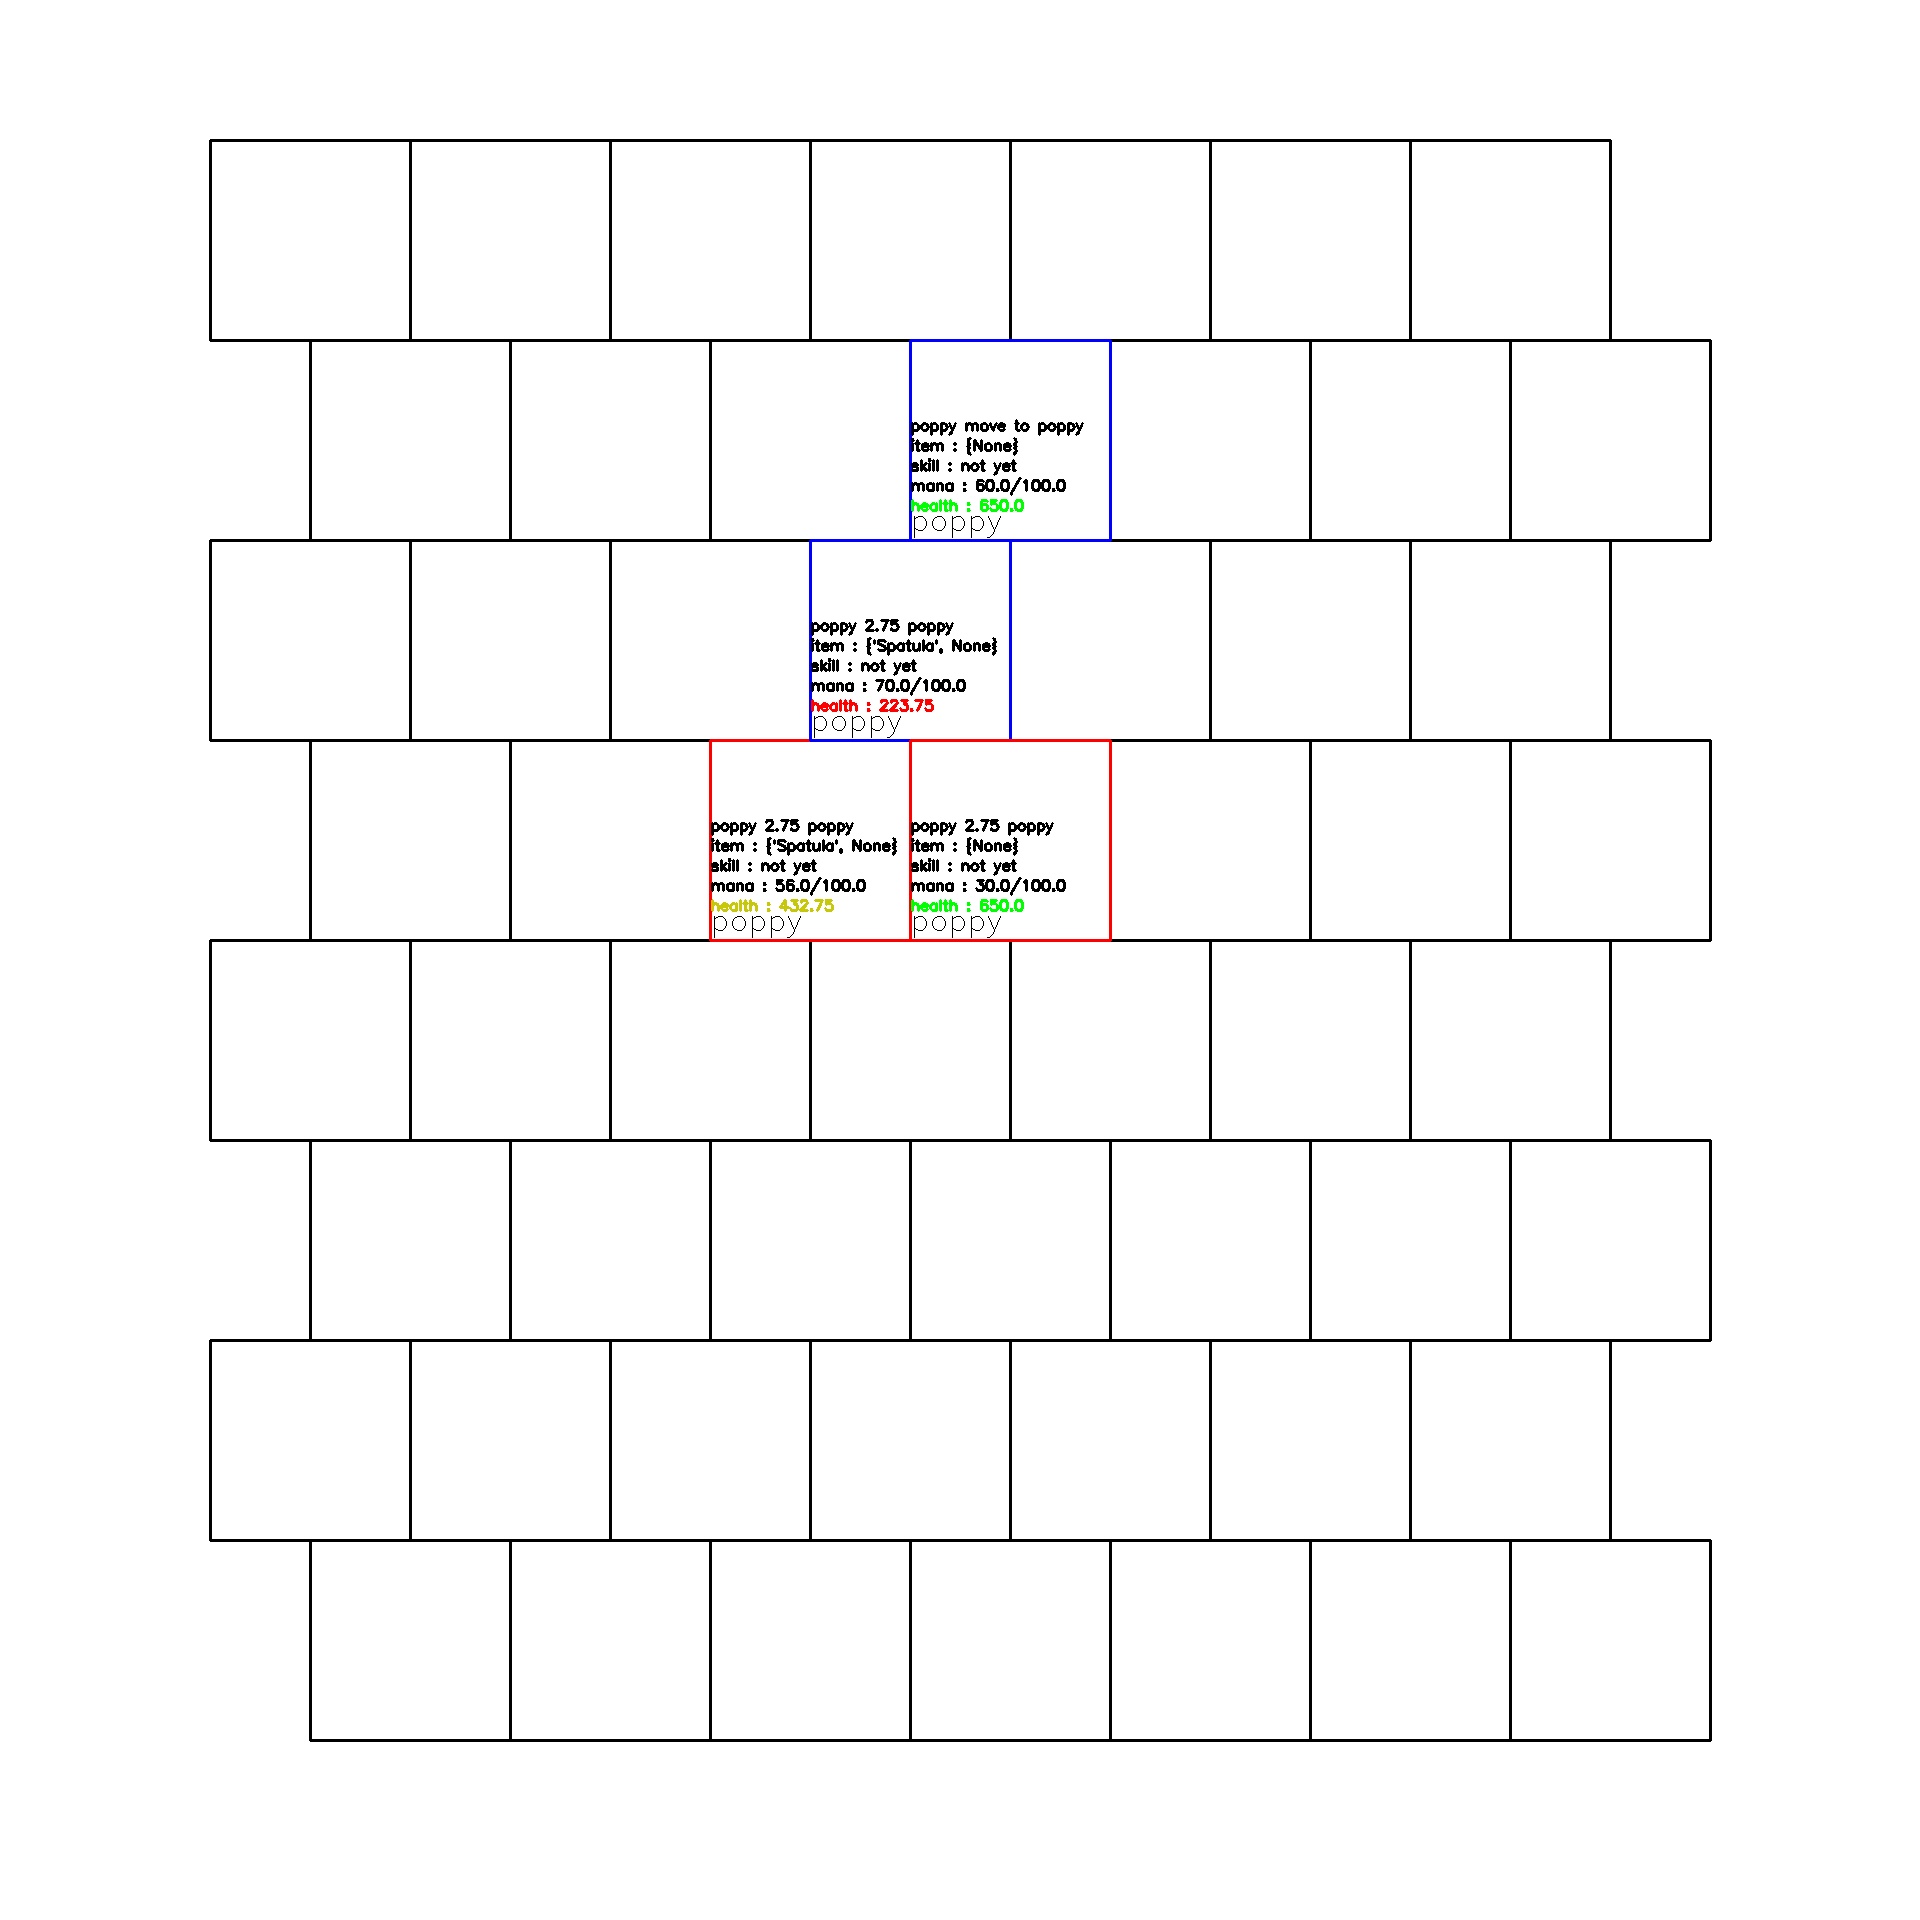 poppy move to poppy
item : {None}
skill : not yet
mana : 60.0/100.0
health : 650.0
poppy
poppy 2.75 poppy
item : {'Spatula', None}
skill : not yet
mana : 70.0/100.0
health : 223.75
poppy
poppy 2.75 poppy
item : {'Spatula', None}
skill : not yet
mana : 56.0/100.0
health : 432.75
poppy
poppy 2.75 poppy
item : {None}
skill : not yet
mana : 30.0/100.0
health : 650.0
poppy